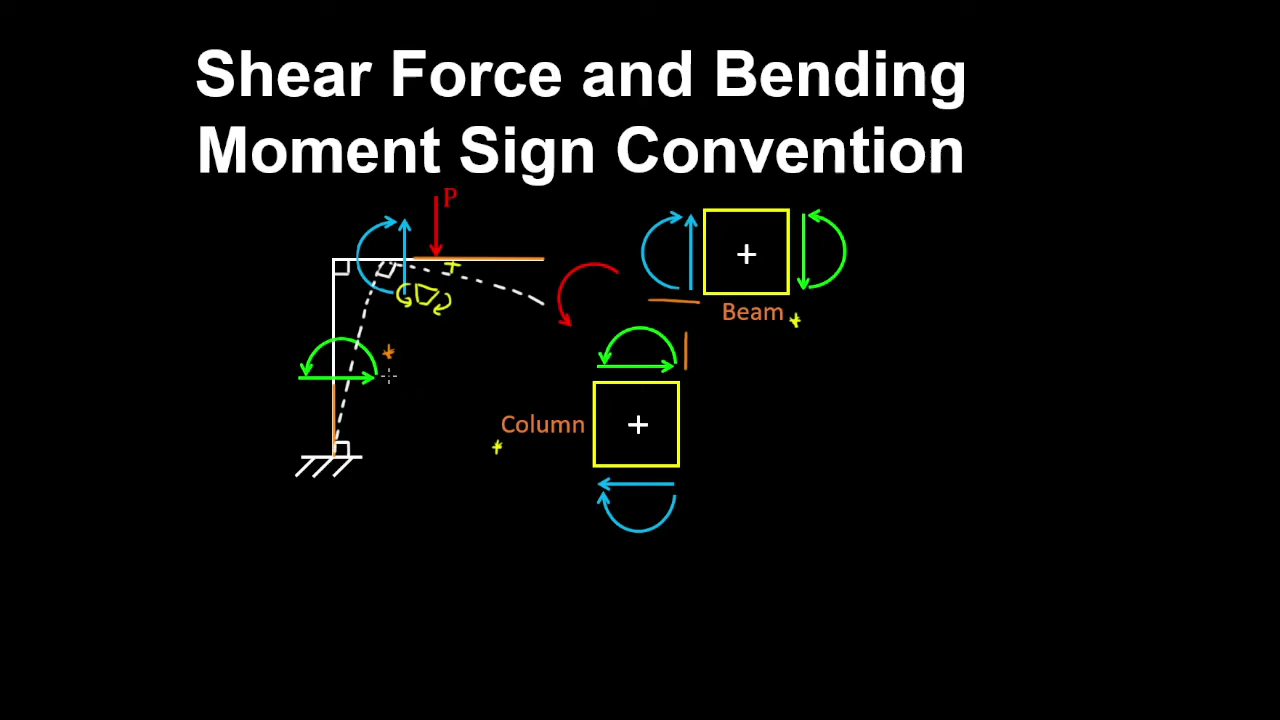 Shear Force and Bending
Moment Sign Convention
P
+
+
Beam
Column
+